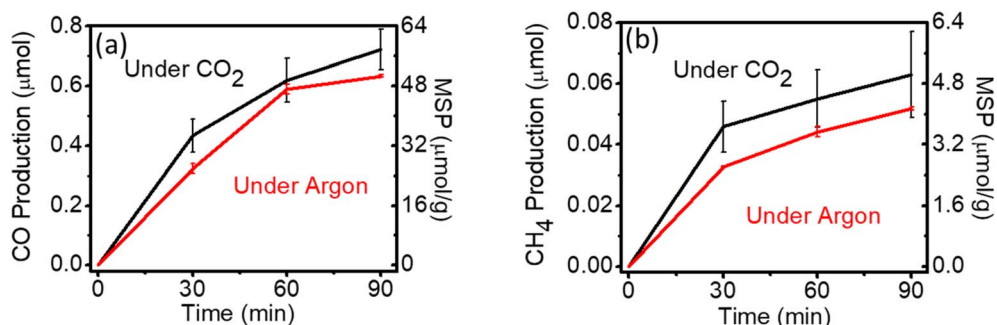 (a)
CO Production (μmol)
0.8
0.6
0.4
0.2
0.0
Under CO2
Under Argon
64
48
32
16
0
MSP (μmol/g)
0 30 60 90
Time (min)
(b)
CH4 Production (μmol)
0.08
0.06
0.04
0.02
0.00
Under CO2
Under Argon
6.4
4.8
3.2
1.6
0.0
MSP (μmol/g)
0 30 60 90
Time (min)